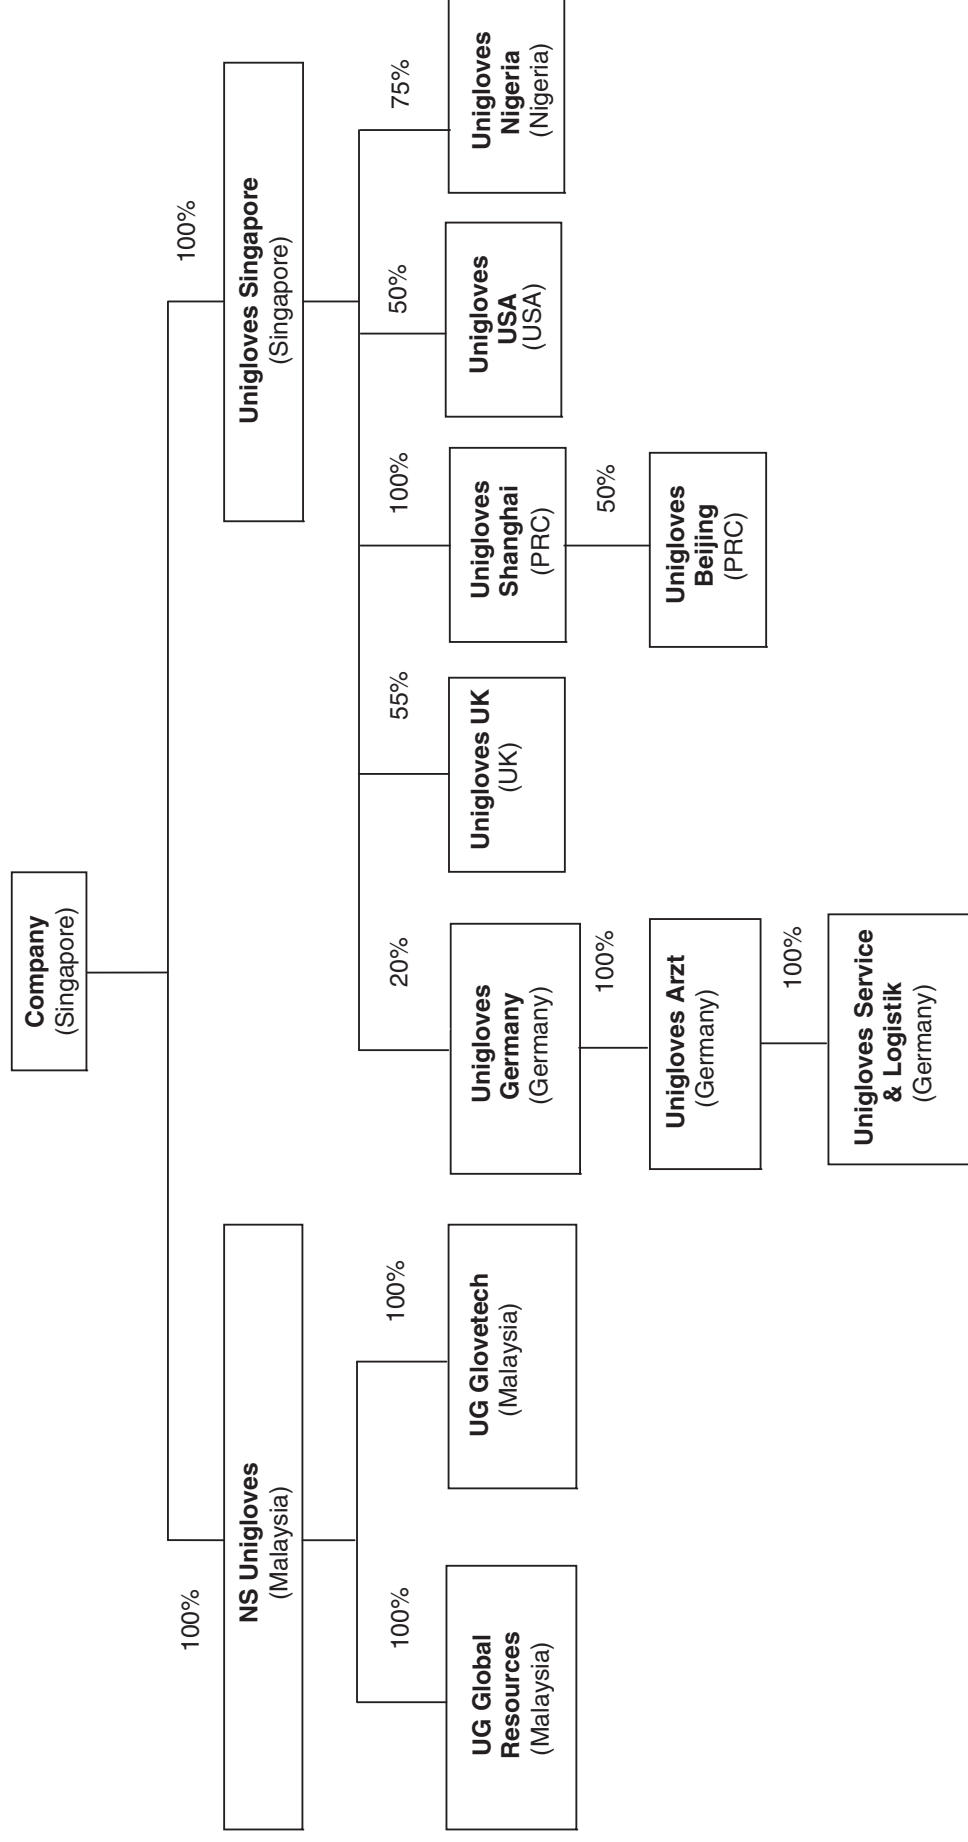 Company
(Singapore)
100%
100%
NS Unigloves
(Malaysia)
Unigloves Singapore
(Singapore)
100%
100%
20%
55%
100%
50%
75%
UG Global
Resources
(Malaysia)
UG Glovetech
(Malaysia)
Unigloves
Germany
(Germany)
Unigloves UK
(UK)
Unigloves
Shanghai
(PRC)
Unigloves
USA
(USA)
Unigloves
Nigeria
(Nigeria)
100%
50%
Unigloves Arzt
(Germany)
Unigloves
Beijing
(PRC)
100%
Unigloves Service
& Logistik
(Germany)